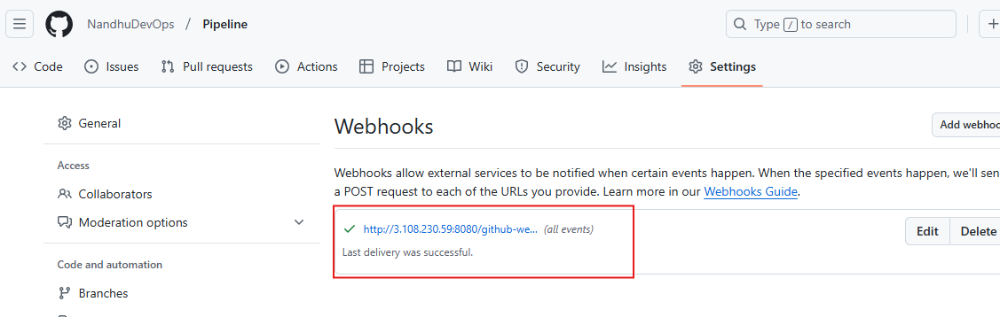 NandhuDevOps / Pipeline
Type / to search
Code Issues Pull requests Actions Projects Wiki Security Insights Settings
General
Access
Collaborators
Moderation options
Code and automation
Branches
Webhooks
Add webhoo
Webhooks allow external services to be notified when certain events happen. When the specified events happen, we'll sen
a POST request to each of the URLs you provide. Learn more in our Webhooks Guide.
http://3.108.230.59:8080/github-we... (all events)
Last delivery was successful.
Edit Delete